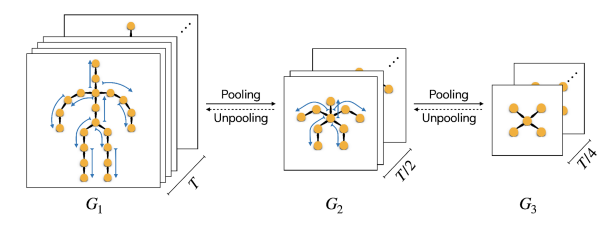 Pooling
Unpooling
Pooling
Unpooling
T
T/2
T/4
G₁
G₂
G₃